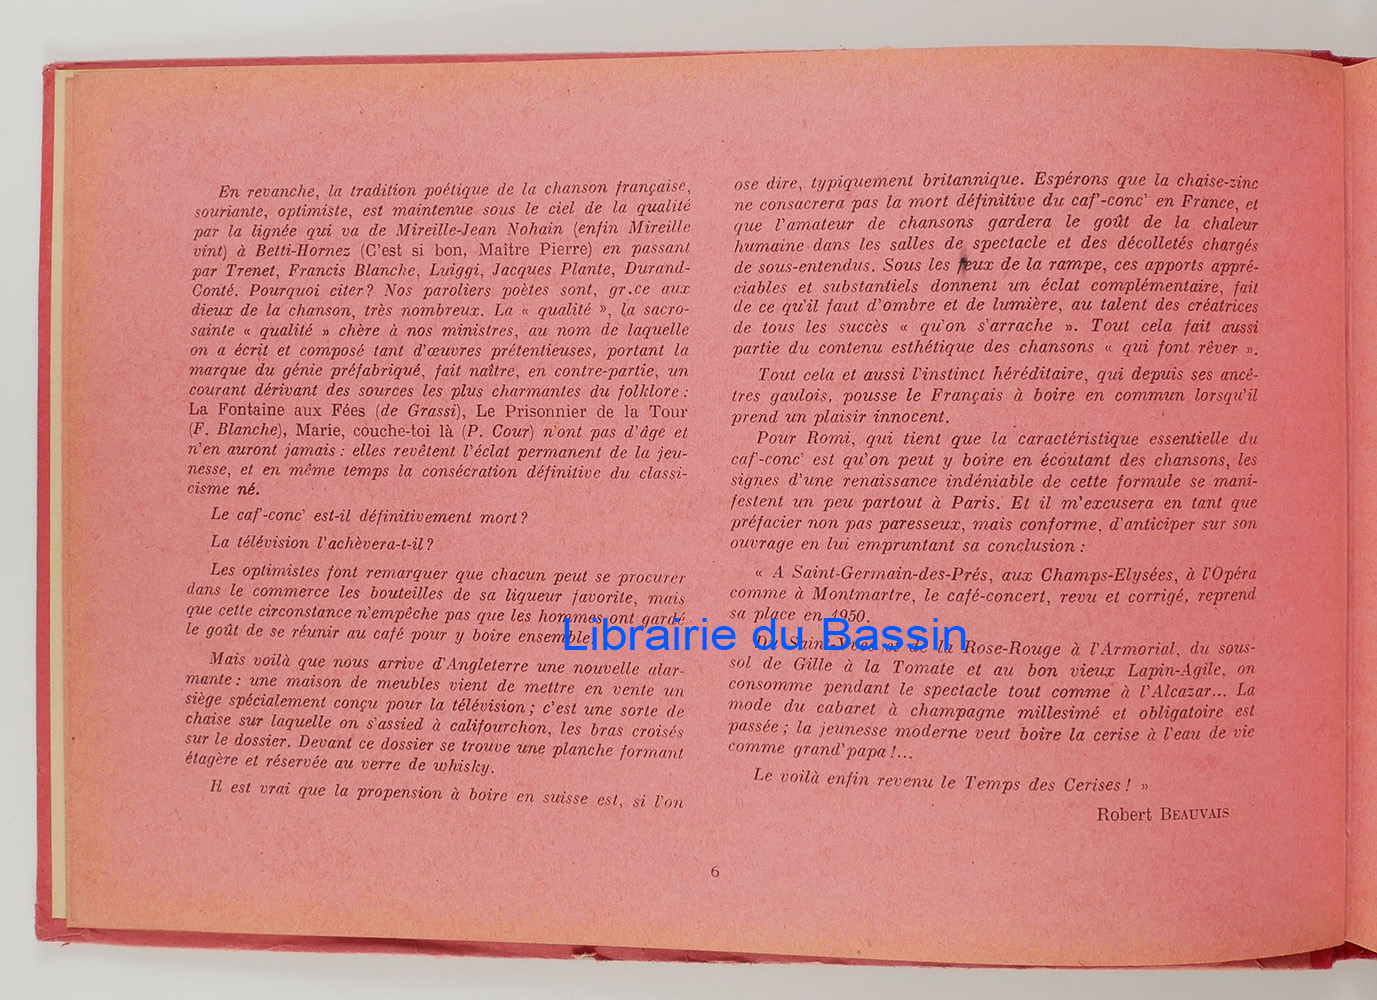 En revanche, la tradition poétique de la chanson française,
souriante, optimiste, est maintenue sous le ciel de la qualité
par la lignée qui va de Mireille-Jean Nohain (enfin Mireille
vint) à Betti-Hornez (C'est si bon, Maître Pierre) en passant
par Trenet, Francis Blanche, Luiggi, Jacques Plante, Durand-
Conté. Pourquoi citer? Nos paroliers poètes sont, gr.ce aux
dieux de la chanson, très nombreux. La « qualité », la sacro-
sainte « qualité » chère à nos ministres, au nom de laquelle
on a écrit et composé tant d'œuvres prétentieuses, portant la
marque du génie préfabriqué, fait naître, en contre-partie, un
courant dérivant des sources les plus charmantes du folklore :
La Fontaine aux Fées (de Grassi), Le Prisonnier de la Tour
(F. Blanche), Marie, couche-toi là (P. Cour) n'ont pas d'âge et
n'en auront jamais : elles revêtent l'éclat permanent de la jeu-
nesse, et en même temps la consécration définitive du classi-
cisme né.
Le caf'-conc' est-il définitivement mort?
La télévision l'achèvera-t-il?
Les optimistes font remarquer que chacun peut se procurer
dans le commerce les bouteilles de sa liqueur favorite, mais
que cette circonstance n'empêche pas que les hommes ont gardé
le goût de se réunir au café pour y boire ensemble
Mais voilà que nous arrive d'Angleterre une nouvelle alar-
mante : une maison de meubles vient de mettre en vente un
siège spécialement conçu pour la télévision ; c'est une sorte de
chaise sur laquelle on s'assied à califourchon, les bras croisés
sur le dossier. Devant ce dossier se trouve une planche formant
étagère et réservée au verre de whisky.
Il est vrai que la propension à boire en suisse est, si l'on
ose dire, typiquement britannique. Espérons que la chaise-zinc
ne consacrera pas la mort définitive du caf'-conc' en France, et
que l'amateur de chansons gardera le goût de la chaleur
humaine dans les salles de spectacle et des décolletés chargés
de sous-entendus. Sous les feux de la rampe, ces apports appré-
ciables et substantiels donnent un éclat complémentaire, fait
de ce qu'il faut d'ombre et de lumière, au talent des créatrices
de tous les succès « qu'on s'arrache ». Tout cela fait aussi
partie du contenu esthétique des chansons « qui font rêver ».
Tout cela et aussi l'instinct héréditaire, qui depuis ses ancê-
tres gaulois, pousse le Français à boire en commun lorsqu'il
prend un plaisir innocent.
Pour Romi, qui tient que la caractéristique essentielle du
caf'-conc' est qu'on peut y boire en écoutant des chansons, les
signes d'une renaissance indéniable de cette formule se mani-
festent un peu partout à Paris. Et il m'excusera en tant que
préfacier non pas paresseux, mais conforme, d'anticiper sur son
ouvrage en lui empruntant sa conclusion :
« A Saint-Germain-des-Prés, aux Champs-Elysées, à l'Opéra
comme à Montmartre, le café-concert, revu et corrigé, reprend
sa place en 1950.
Du Saint-Yves et de la Rose-Rouge à l'Armorial, du sous-
sol de Gille à la Tomate et au bon vieux Lapin-Agile, on
consomme pendant le spectacle tout comme à l'Alcazar... La
mode du cabaret à champagne millesimé et obligatoire est
passée ; la jeunesse moderne veut boire la cerise à l'eau de vie
comme grand'papa !...
Le voilà enfin revenu le Temps des Cerises ! »
Robert BEAUVAIS
6
Librairie du Bassin